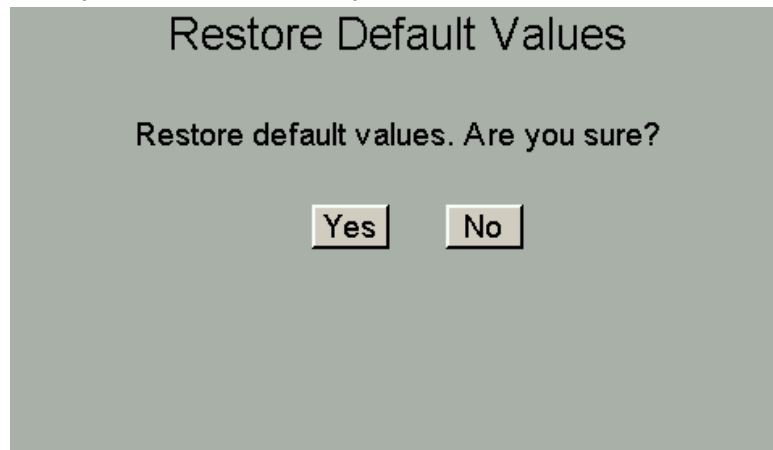 Restore Default Values
Restore default values. Are you sure?
Yes No